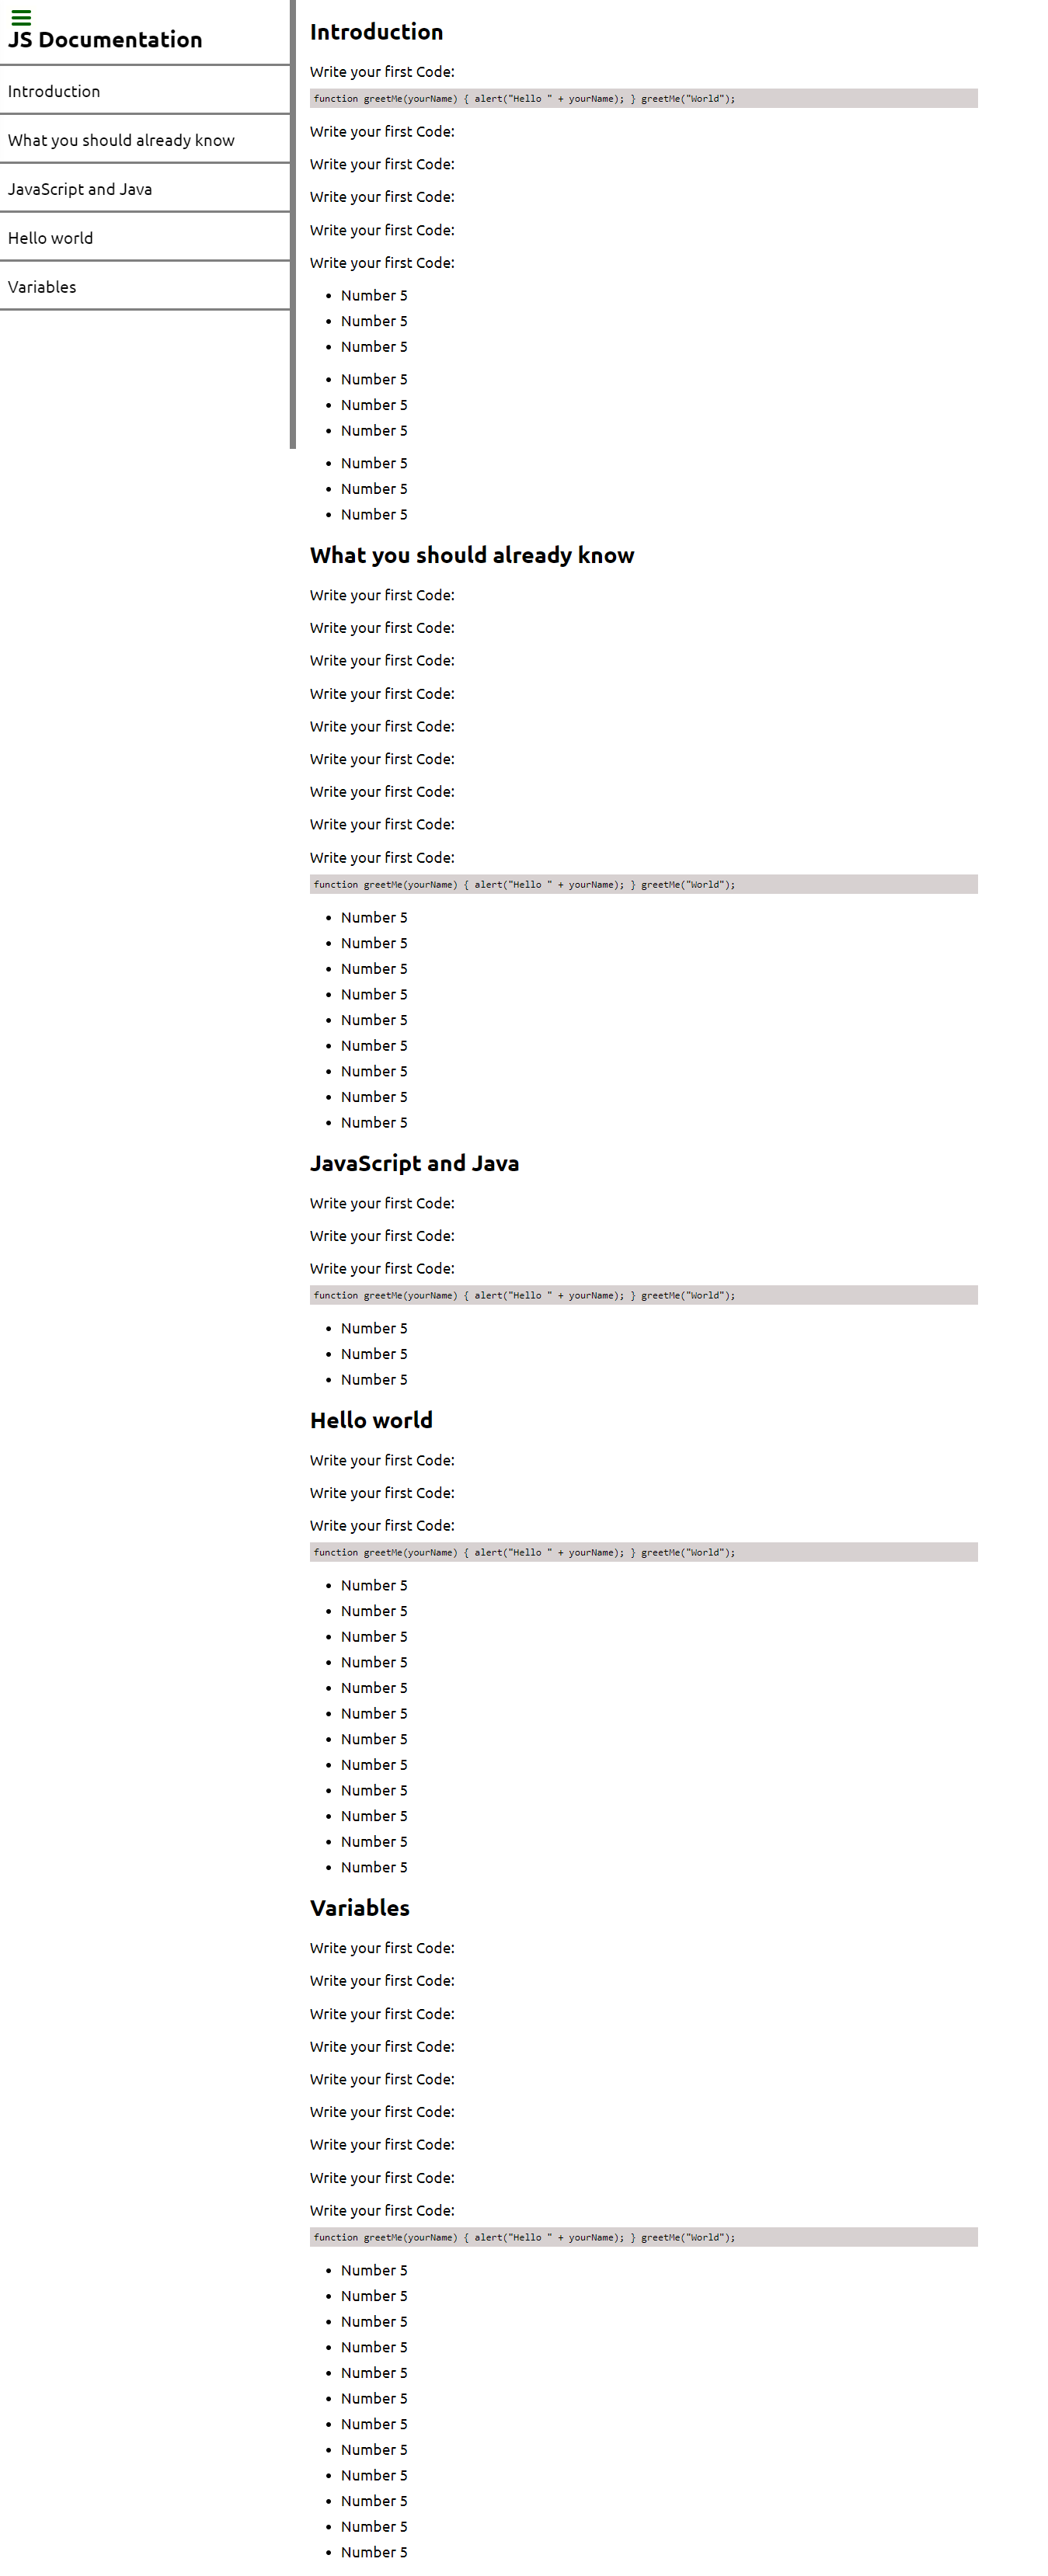 JS Documentation
Introduction
What you should already know
JavaScript and Java
Hello world
Variables
Introduction
Write your first Code:
function greetMe(yourName) { alert("Hello " + yourName); } greetMe("World");
Write your first Code:
Write your first Code:
Write your first Code:
Write your first Code:
Write your first Code:
• Number 5
• Number 5
• Number 5
• Number 5
• Number 5
• Number 5
• Number 5
• Number 5
• Number 5
What you should already know
Write your first Code:
Write your first Code:
Write your first Code:
Write your first Code:
Write your first Code:
Write your first Code:
Write your first Code:
Write your first Code:
Write your first Code:
function greetMe(yourName) { alert("Hello " + yourName); } greetMe("World");
• Number 5
• Number 5
• Number 5
• Number 5
• Number 5
• Number 5
• Number 5
• Number 5
• Number 5
JavaScript and Java
Write your first Code:
Write your first Code:
Write your first Code:
function greetMe(yourName) { alert("Hello " + yourName); } greetMe("World");
• Number 5
• Number 5
• Number 5
Hello world
Write your first Code:
Write your first Code:
Write your first Code:
function greetMe(yourName) { alert("Hello " + yourName); } greetMe("World");
• Number 5
• Number 5
• Number 5
• Number 5
• Number 5
• Number 5
• Number 5
• Number 5
• Number 5
• Number 5
• Number 5
• Number 5
Variables
Write your first Code:
Write your first Code:
Write your first Code:
Write your first Code:
Write your first Code:
Write your first Code:
Write your first Code:
Write your first Code:
Write your first Code:
function greetMe(yourName) { alert("Hello " + yourName); } greetMe("World");
• Number 5
• Number 5
• Number 5
• Number 5
• Number 5
• Number 5
• Number 5
• Number 5
• Number 5
• Number 5
• Number 5
• Number 5